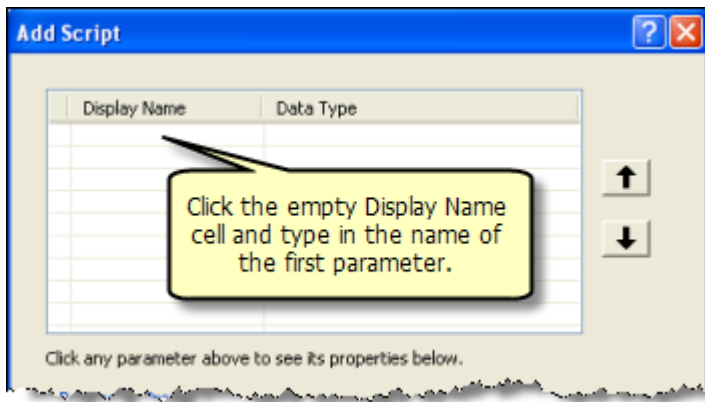 Add Script
Display Name Data Type
Click the empty Display Name
cell and type in the name of
the first parameter.
Click any parameter above to see its properties below.